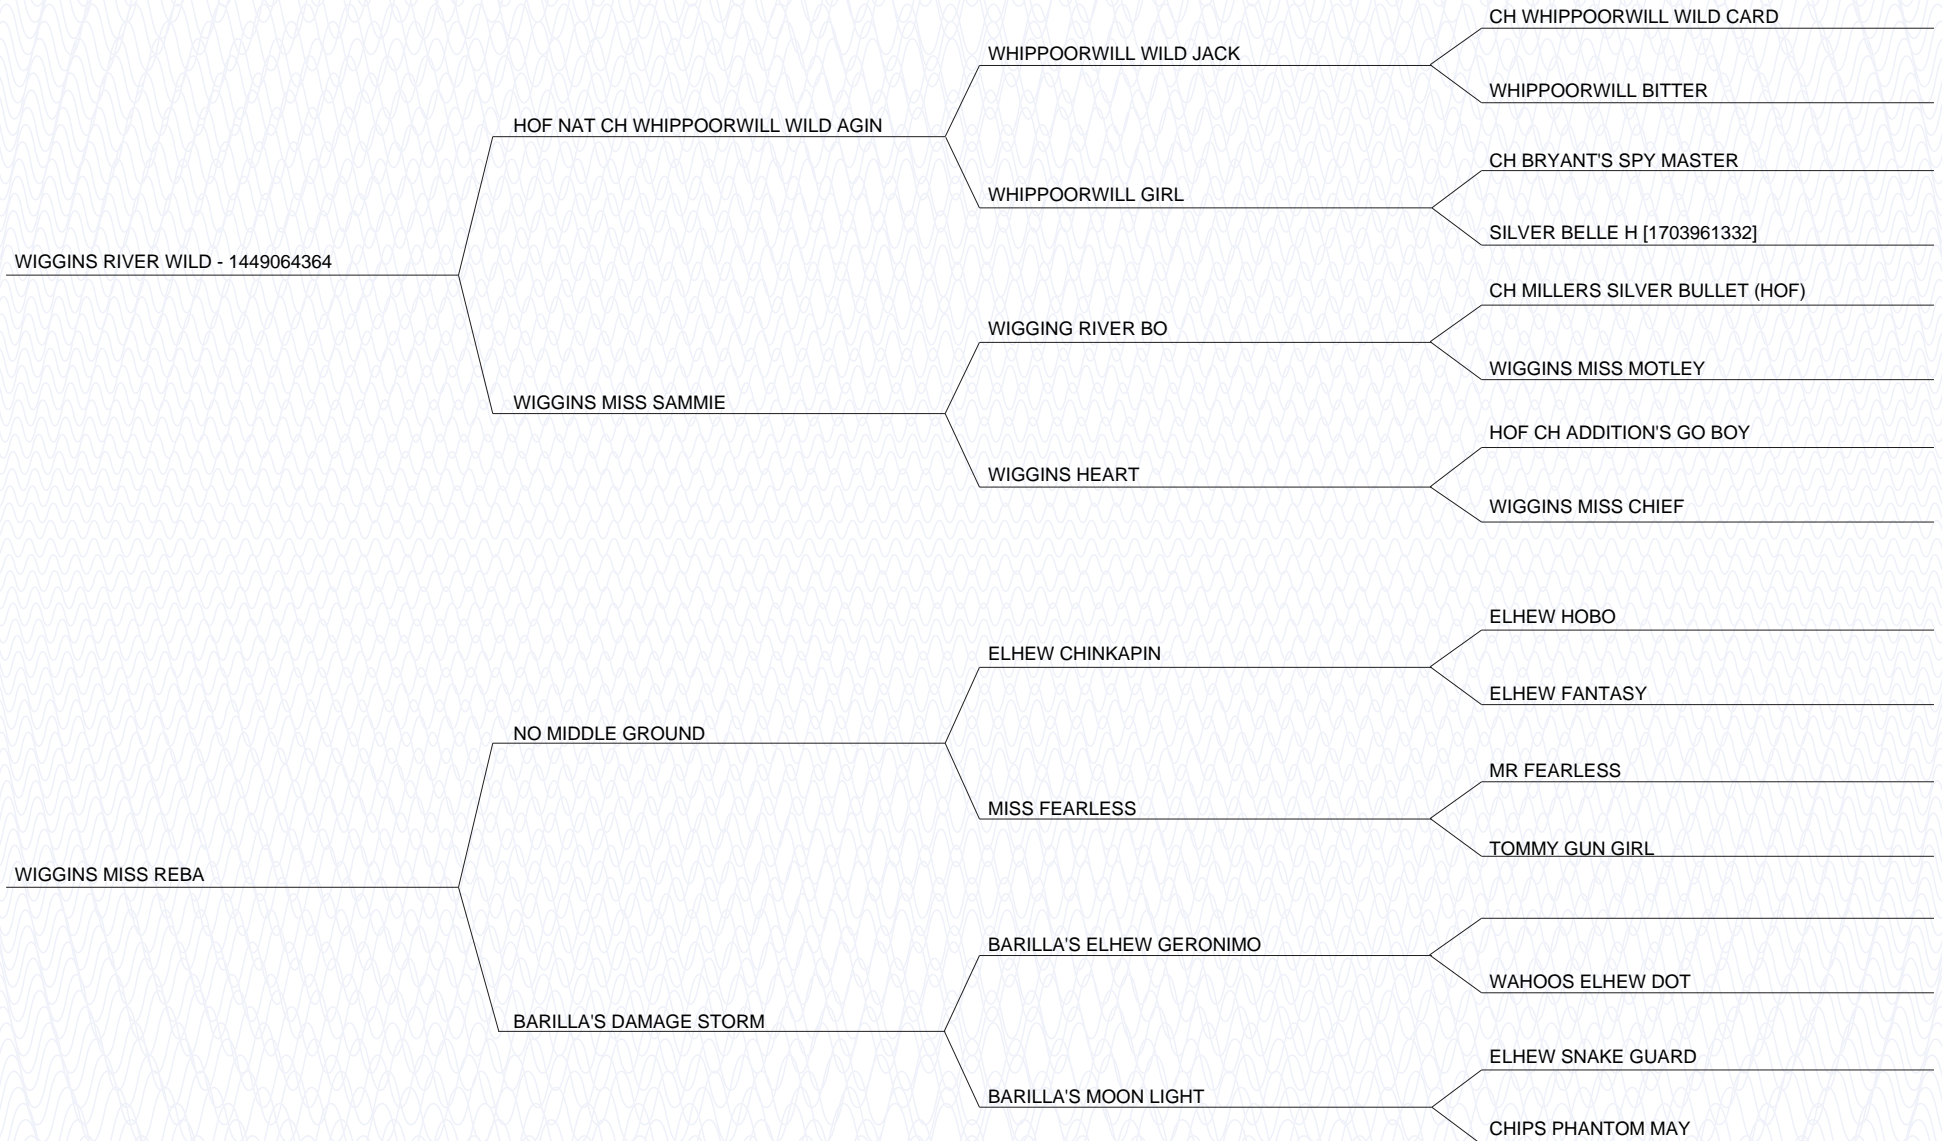 CH WHIPPOORWILL WILD CARD
WHIPPOORWILL WILD JACK
WHIPPOORWILL BITTER
HOF NAT CH WHIPPOORWILL WILD AGIN
CH BRYANT'S SPY MASTER
WHIPPOORWILL GIRL
SILVER BELLE H [1703961332]
WIGGINS RIVER WILD - 1449064364
CH MILLERS SILVER BULLET (HOF)
WIGGING RIVER BO
WIGGINS MISS MOTLEY
WIGGINS MISS SAMMIE
HOF CH ADDITION'S GO BOY
WIGGINS HEART
WIGGINS MISS CHIEF
ELHEW HOBO
ELHEW CHINKAPIN
ELHEW FANTASY
NO MIDDLE GROUND
MR FEARLESS
MISS FEARLESS
TOMMY GUN GIRL
WIGGINS MISS REBA
BARILLA'S ELHEW GERONIMO
WAHOOS ELHEW DOT
BARILLA'S DAMAGE STORM
ELHEW SNAKE GUARD
BARILLA'S MOON LIGHT
CHIPS PHANTOM MAY